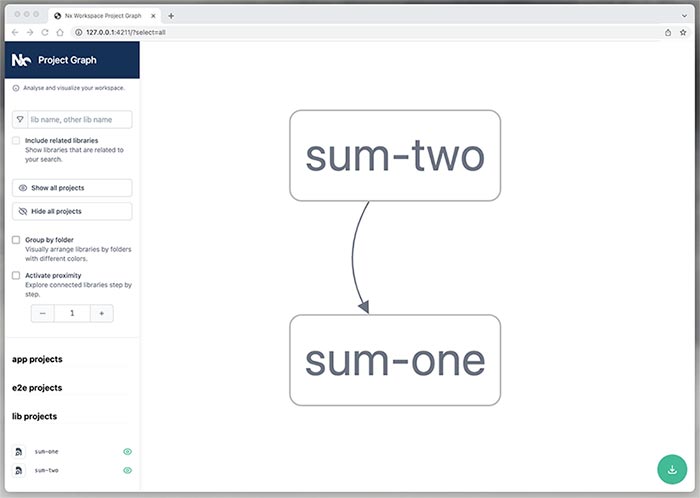 Nx Workspace Project Graph
127.0.0.1:4211/?select=all
Nx Project Graph
Analyse and visualize your workspace.
lib name, other lib name
Include related libraries
Show libraries that are related to
your search.
Show all projects
Hide all projects
Group by folder
Visually arrange libraries by folders
with different colors.
Activate proximity
Explore connected libraries step by
step.
1
app projects
e2e projects
lib projects
sum-one
sum-two
sum-two
sum-one